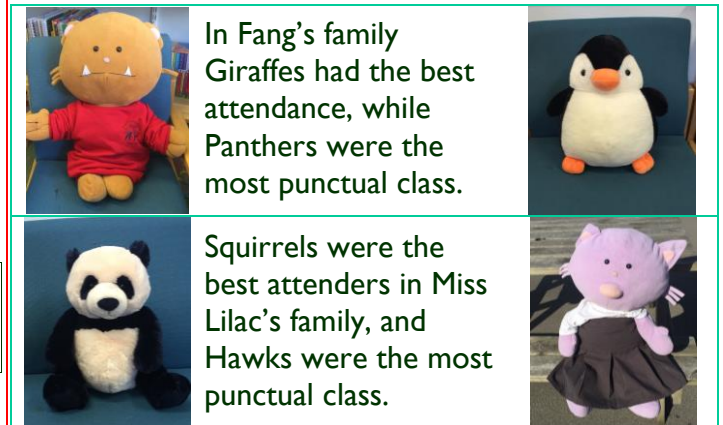 In Fang's family
Giraffes had the best
attendance, while
Panthers were the
most punctual class.
Squirrels were the
best attenders in Miss
Lilac's family, and
Hawks were the most
punctual class.